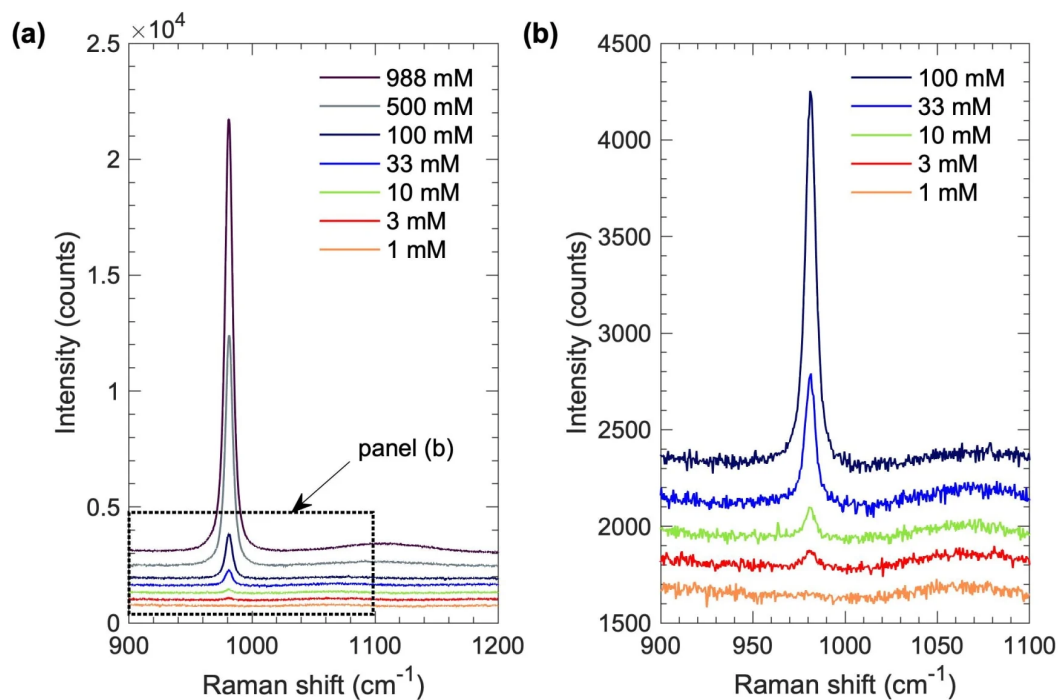 (a)
×10⁴
2.5
2
1.5
1
0.5
0
Intensity (counts)
988 mM
500 mM
100 mM
33 mM
10 mM
3 mM
1 mM
panel (b)
900
1000
1100
1200
Raman shift (cm⁻¹)
(b)
4500
4000
3500
3000
2500
2000
1500
Intensity (counts)
100 mM
33 mM
10 mM
3 mM
1 mM
900
950
1000
1050
1100
Raman shift (cm⁻¹)